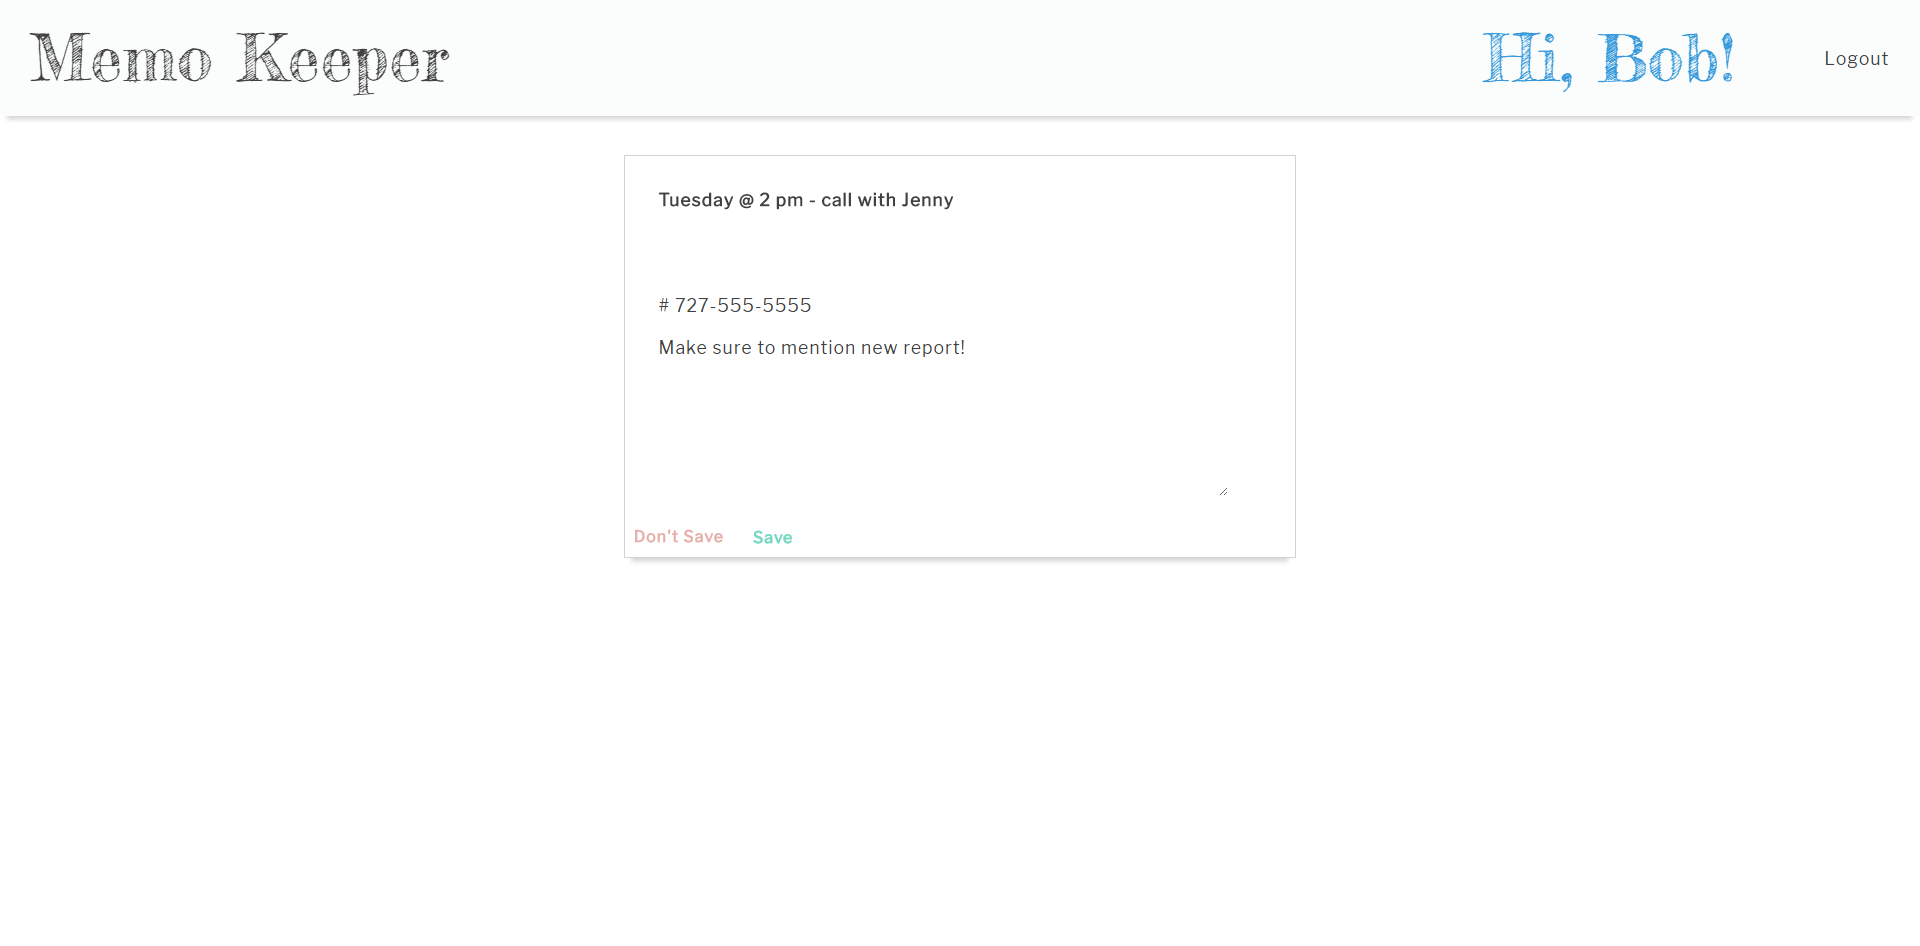 Memo Keeper
Hi, Bob!
Logout
Tuesday @ 2 pm - call with Jenny
# 727-555-5555
Make sure to mention new report!
Don't Save
Save